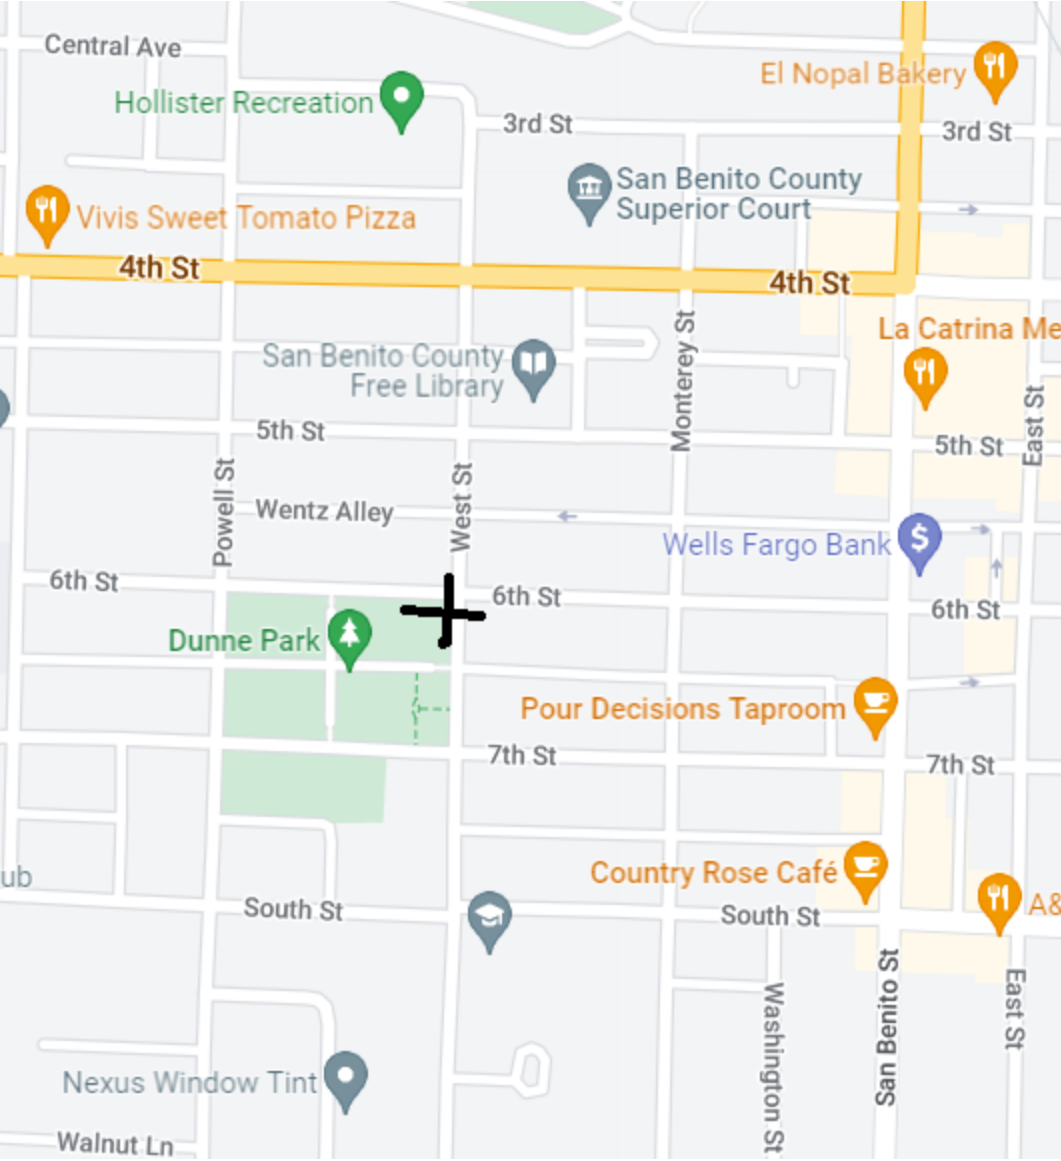 Central Ave
El Nopal Bakery
Hollister Recreation
3rd St
3rd St
San Benito County
Superior Court
Vivis Sweet Tomato Pizza
4th St
4th St
La Catrina Me
San Benito County
Free Library
Monterey St
East St
5th St
5th St
Powell St
West St
Wentz Alley
Wells Fargo Bank
6th St
6th St
6th St
Dunne Park
Pour Decisions Taproom
7th St
7th St
Country Rose Café
ub
South St
South St
A&
San Benito St
East St
Washington St
Nexus Window Tint
Walnut Ln